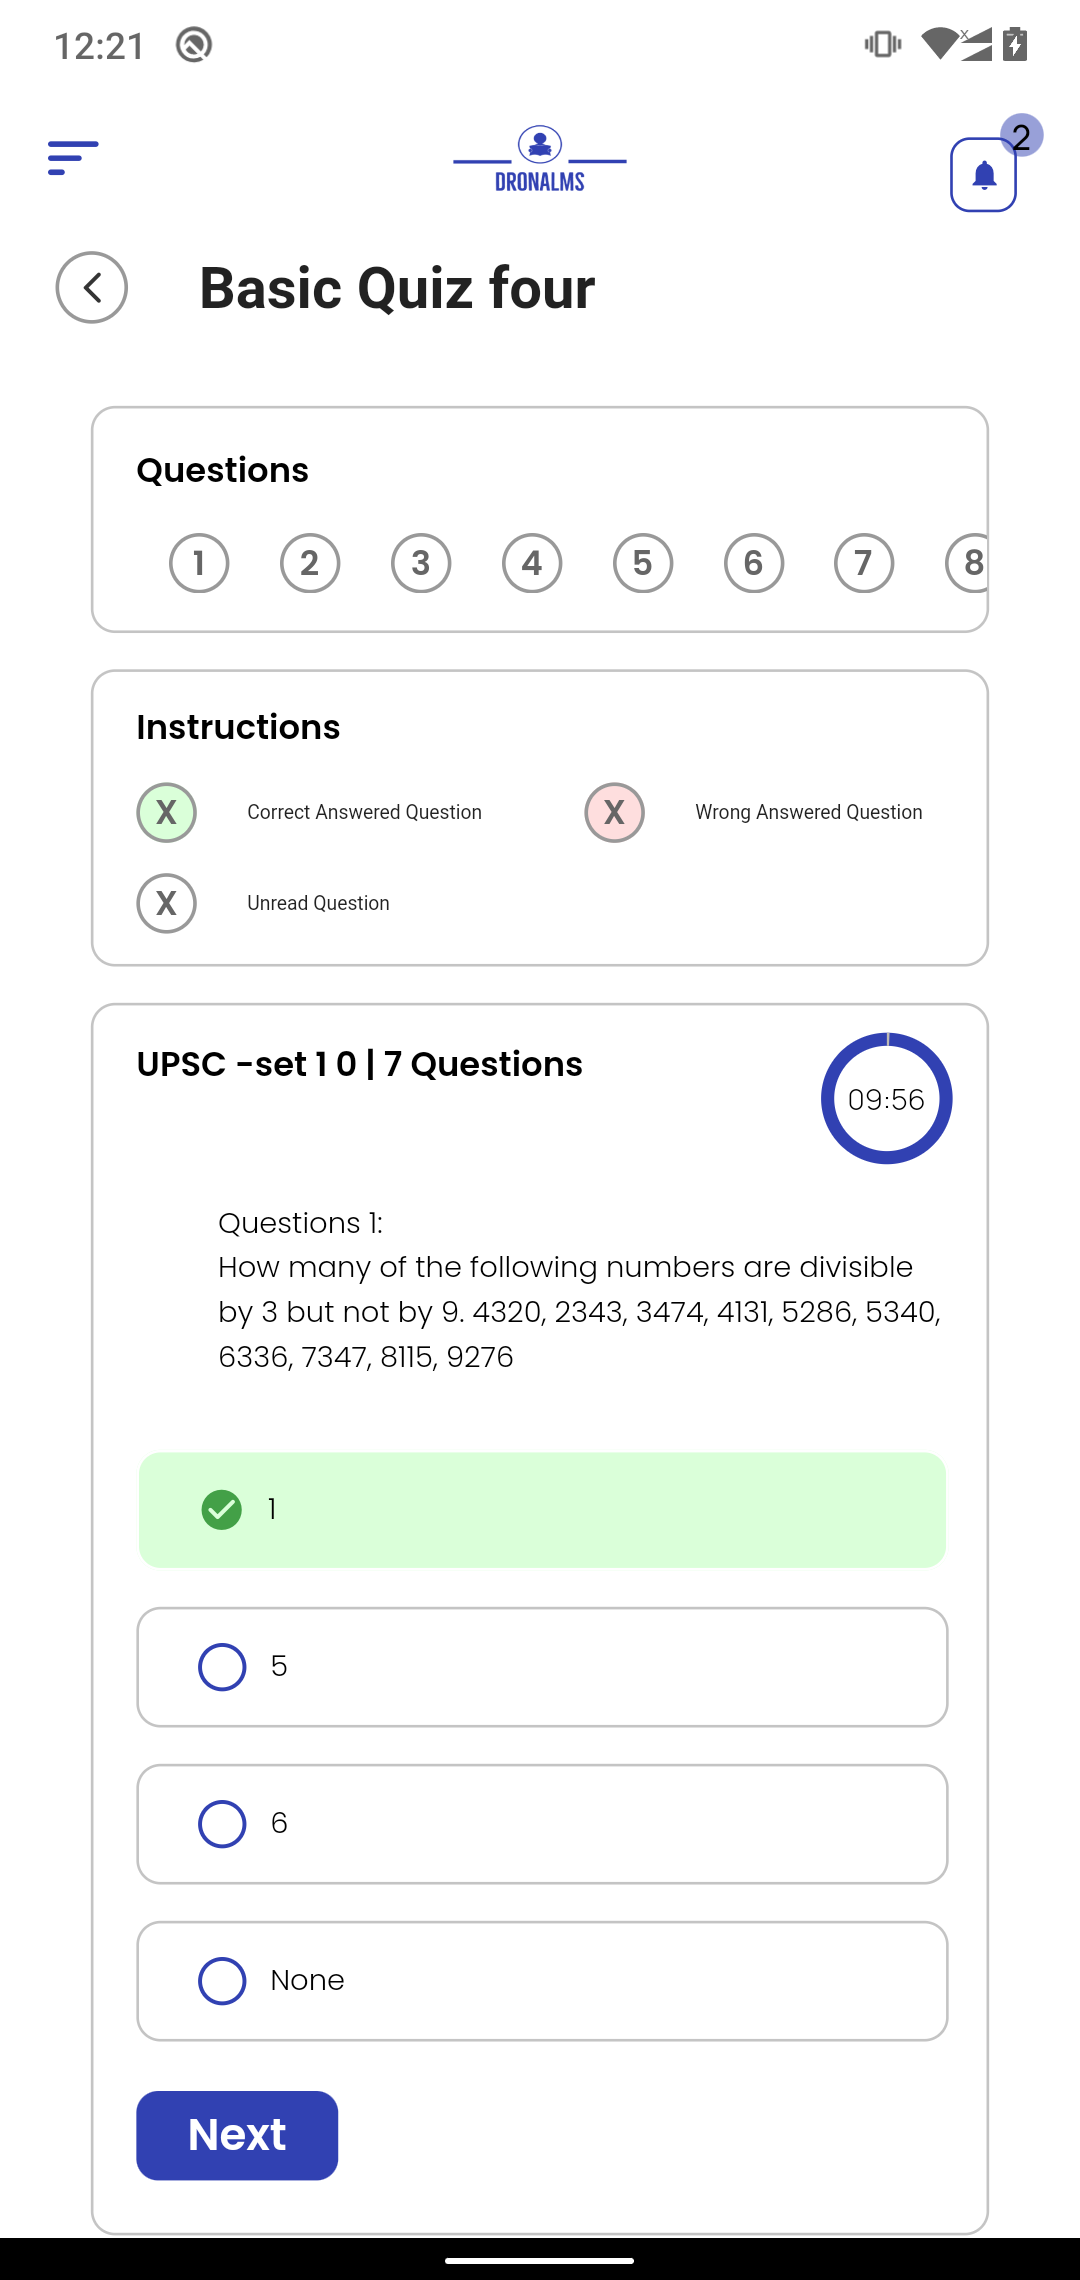 12:21
2
DRONALMS
Basic Quiz four
Questions
1 2 3 4 5 6 7 8
Instructions
X Correct Answered Question X Wrong Answered Question
X Unread Question
UPSC -set 1 0 | 7 Questions
09:56
Questions 1:
How many of the following numbers are divisible
by 3 but not by 9. 4320, 2343, 3474, 4131, 5286, 5340,
6336, 7347, 8115, 9276
1
5
6
None
Next